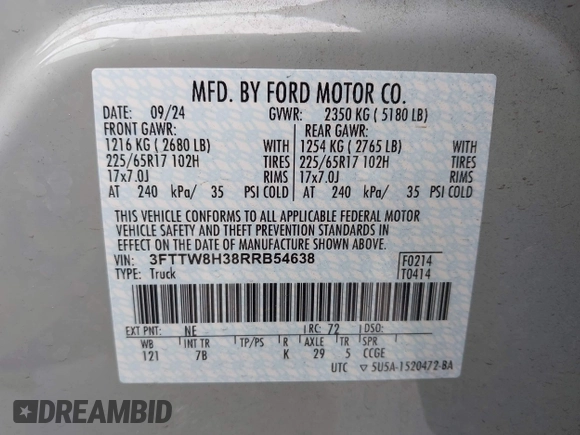 MFD. BY FORD MOTOR CO.
DATE: 09/24 GVWR: 2350 KG ( 5180 LB)
FRONT GAWR: REAR GAWR:
1216 KG ( 2680 LB) WITH 1254 KG ( 2765 LB) WITH
225/65R17 102H TIRES 225/65R17 102H TIRES
17x7.0J RIMS 17x7.0J RIMS
AT 240 kPa/ 35 PSI COLD AT 240 kPa/ 35 PSI COLD
THIS VEHICLE CONFORMS TO ALL APPLICABLE FEDERAL MOTOR
VEHICLE SAFETY AND THEFT PREVENTION STANDARDS IN
EFFECT ON THE DATE OF MANUFACTURE SHOWN ABOVE.
VIN: 3FTTW8H38RRB54638 F0214
TYPE: Truck T0414
EXT PNT: NE RC: 72 DSO:
WB INT TR TP/PS R AXLE TR SPR
121 7B K 29 5 CCGE
UTC ▽ 5U5A-1520472-BA
DREAMBID